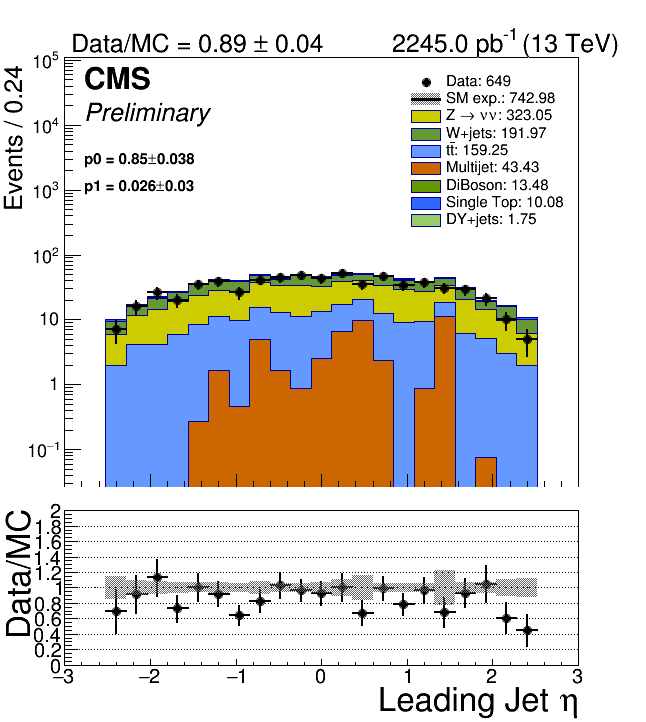 Data/MC = 0.89 ± 0.04 2245.0 pb⁻¹ (13 TeV)
CMS
Preliminary
p0 = 0.85±0.038
p1 = 0.026±0.03
Data: 649
SM exp.: 742.98
Z → νν: 323.05
W+jets: 191.97
tt̄: 159.25
Multijet: 43.43
DiBoson: 13.48
Single Top: 10.08
DY+jets: 1.75
Events / 0.24
10⁵
10⁴
10³
10²
10
1
10⁻¹
Data/MC
2
1.8
1.6
1.4
1.2
1
0.8
0.6
0.4
0.2
0
−3 −2 −1 0 1 2 3
Leading Jet η